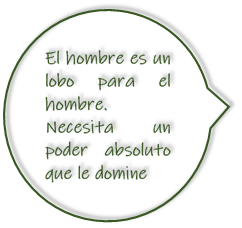 El hombre es un
lobo para el
hombre.
Necesita un
poder absoluto
que le domine